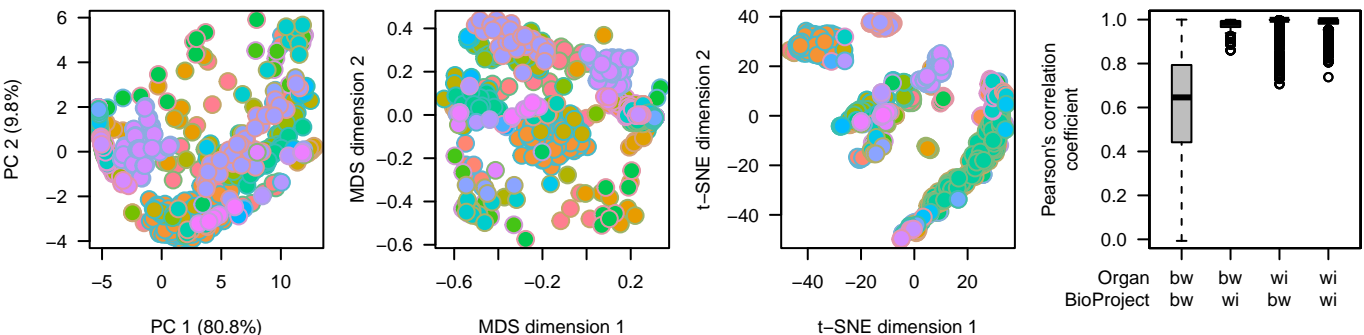 PC 2 (9.8%)
6
4
2
0
−2
−4
−5 0 5 10
PC 1 (80.8%)
MDS dimension 2
0.4
0.2
0.0
−0.2
−0.4
−0.6
−0.6 −0.2 0.2
MDS dimension 1
t−SNE dimension 2
40
20
0
−20
−40
−40 −20 0 20
t−SNE dimension 1
Pearson's correlation
coefficient
1.0
0.8
0.6
0.4
0.2
0.0
Organ bw bw wi wi
BioProject bw wi bw wi